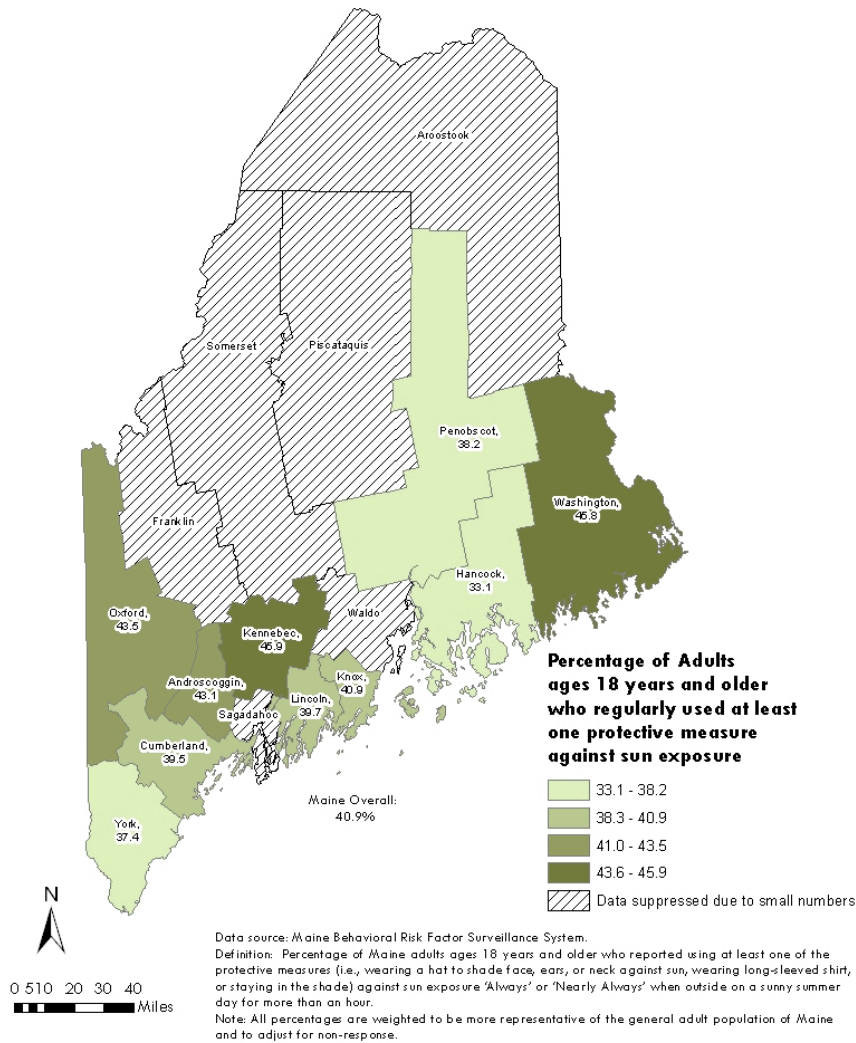 Aroostook
Somerset
Piscataquis
Penobscot,
38.2
Washington,
45.8
Franklin
Hancock,
33.1
Oxford,
43.5
Kennebec,
45.9
Waldo
Androscoggin,
43.1
Knox,
40.9
Lincoln,
39.7
Sagadahoc
Cumberland,
39.5
York,
37.4
Maine Overall:
40.9%
Percentage of Adults
ages 18 years and older
who regularly used at least
one protective measure
against sun exposure
33.1 - 38.2
38.3 - 40.9
41.0 - 43.5
43.6 - 45.9
Data suppressed due to small numbers
N
0 510 20 30 40
Miles
Data source: Maine Behavioral Risk Factor Surveillance System.
Definition: Percentage of Maine adults ages 18 years and older who reported using at least one of the
protective measures (i.e., wearing a hat to shade face, ears, or neck against sun, wearing long-sleeved shirt,
or staying in the shade) against sun exposure 'Always' or 'Nearly Always' when outside on a sunny summer
day for more than an hour.
Note: All percentages are weighted to be more representative of the general adult population of Maine
and to adjust for non-response.